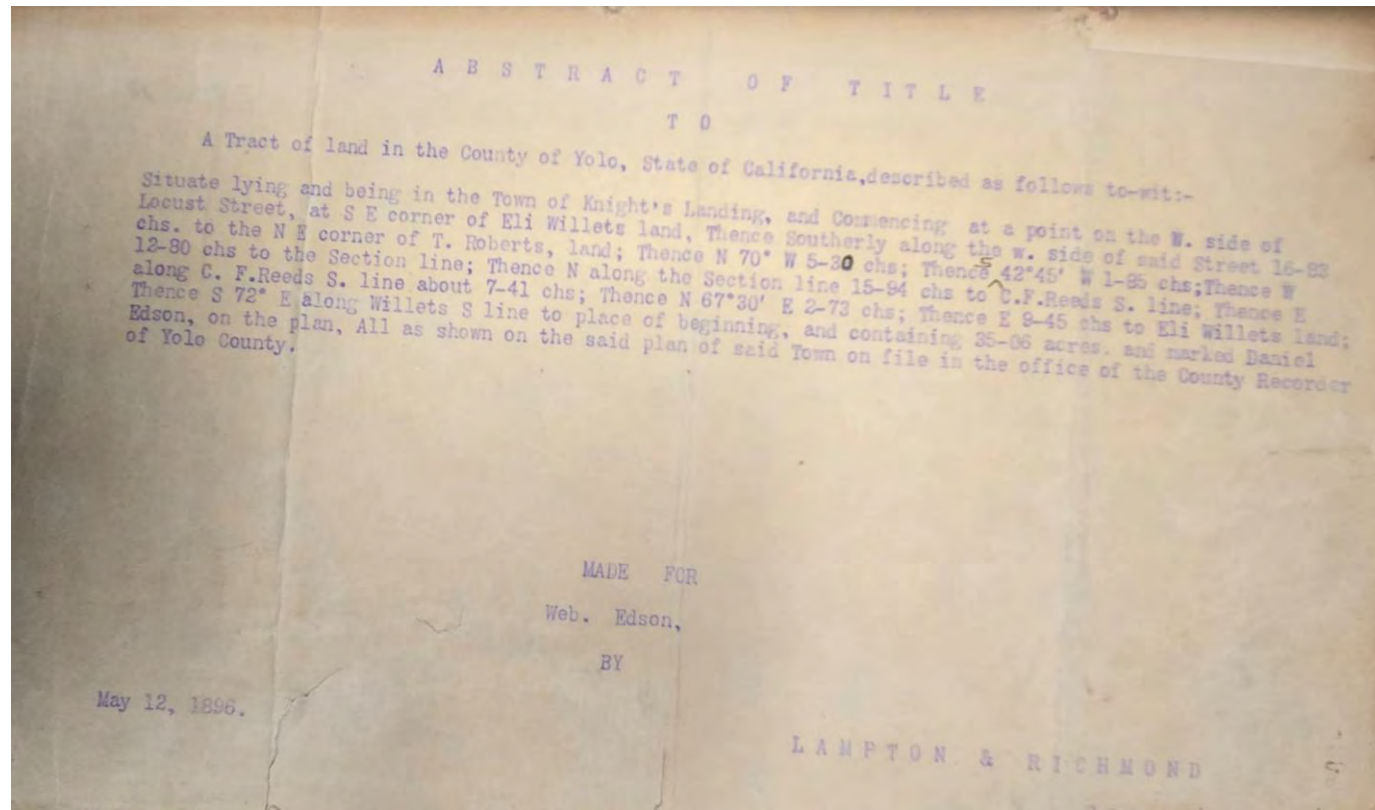 ABSTRACT OF TITLE
TO
A Tract of land in the County of Yolo, State of California,described as follows to-wit:-
Situate lying and being in the Town of Knight's Landing, and Commencing at a point on the W. side of
Locust Street, at S E corner of Eli Willets land, Thence Southerly along the w. side of said Street 16-83
chs. to the N E corner of T. Roberts, land; Thence N 70° W 5-30 chs; Thence S 42°45' W 1-95 chs;Thence W
12-80 chs to the Section line; Thence N along the Section line 15-94 chs to C.F.Reeds S. line; Thence E
along C. F.Reeds S. line about 7-41 chs; Thence N 67°30' E 2-73 chs; Thence E 9-45 chs to Eli Willets land;
Thence S 72° E along Willets S line to place of beginning, and containing 35-06 acres. and marked Daniel
Edson, on the plan, All as shown on the said plan of said Town on file in the office of the County Recorder
of Yolo County.
MADE FOR
Web. Edson,
BY
May 12, 1896.
LAMPTON & RICHMOND